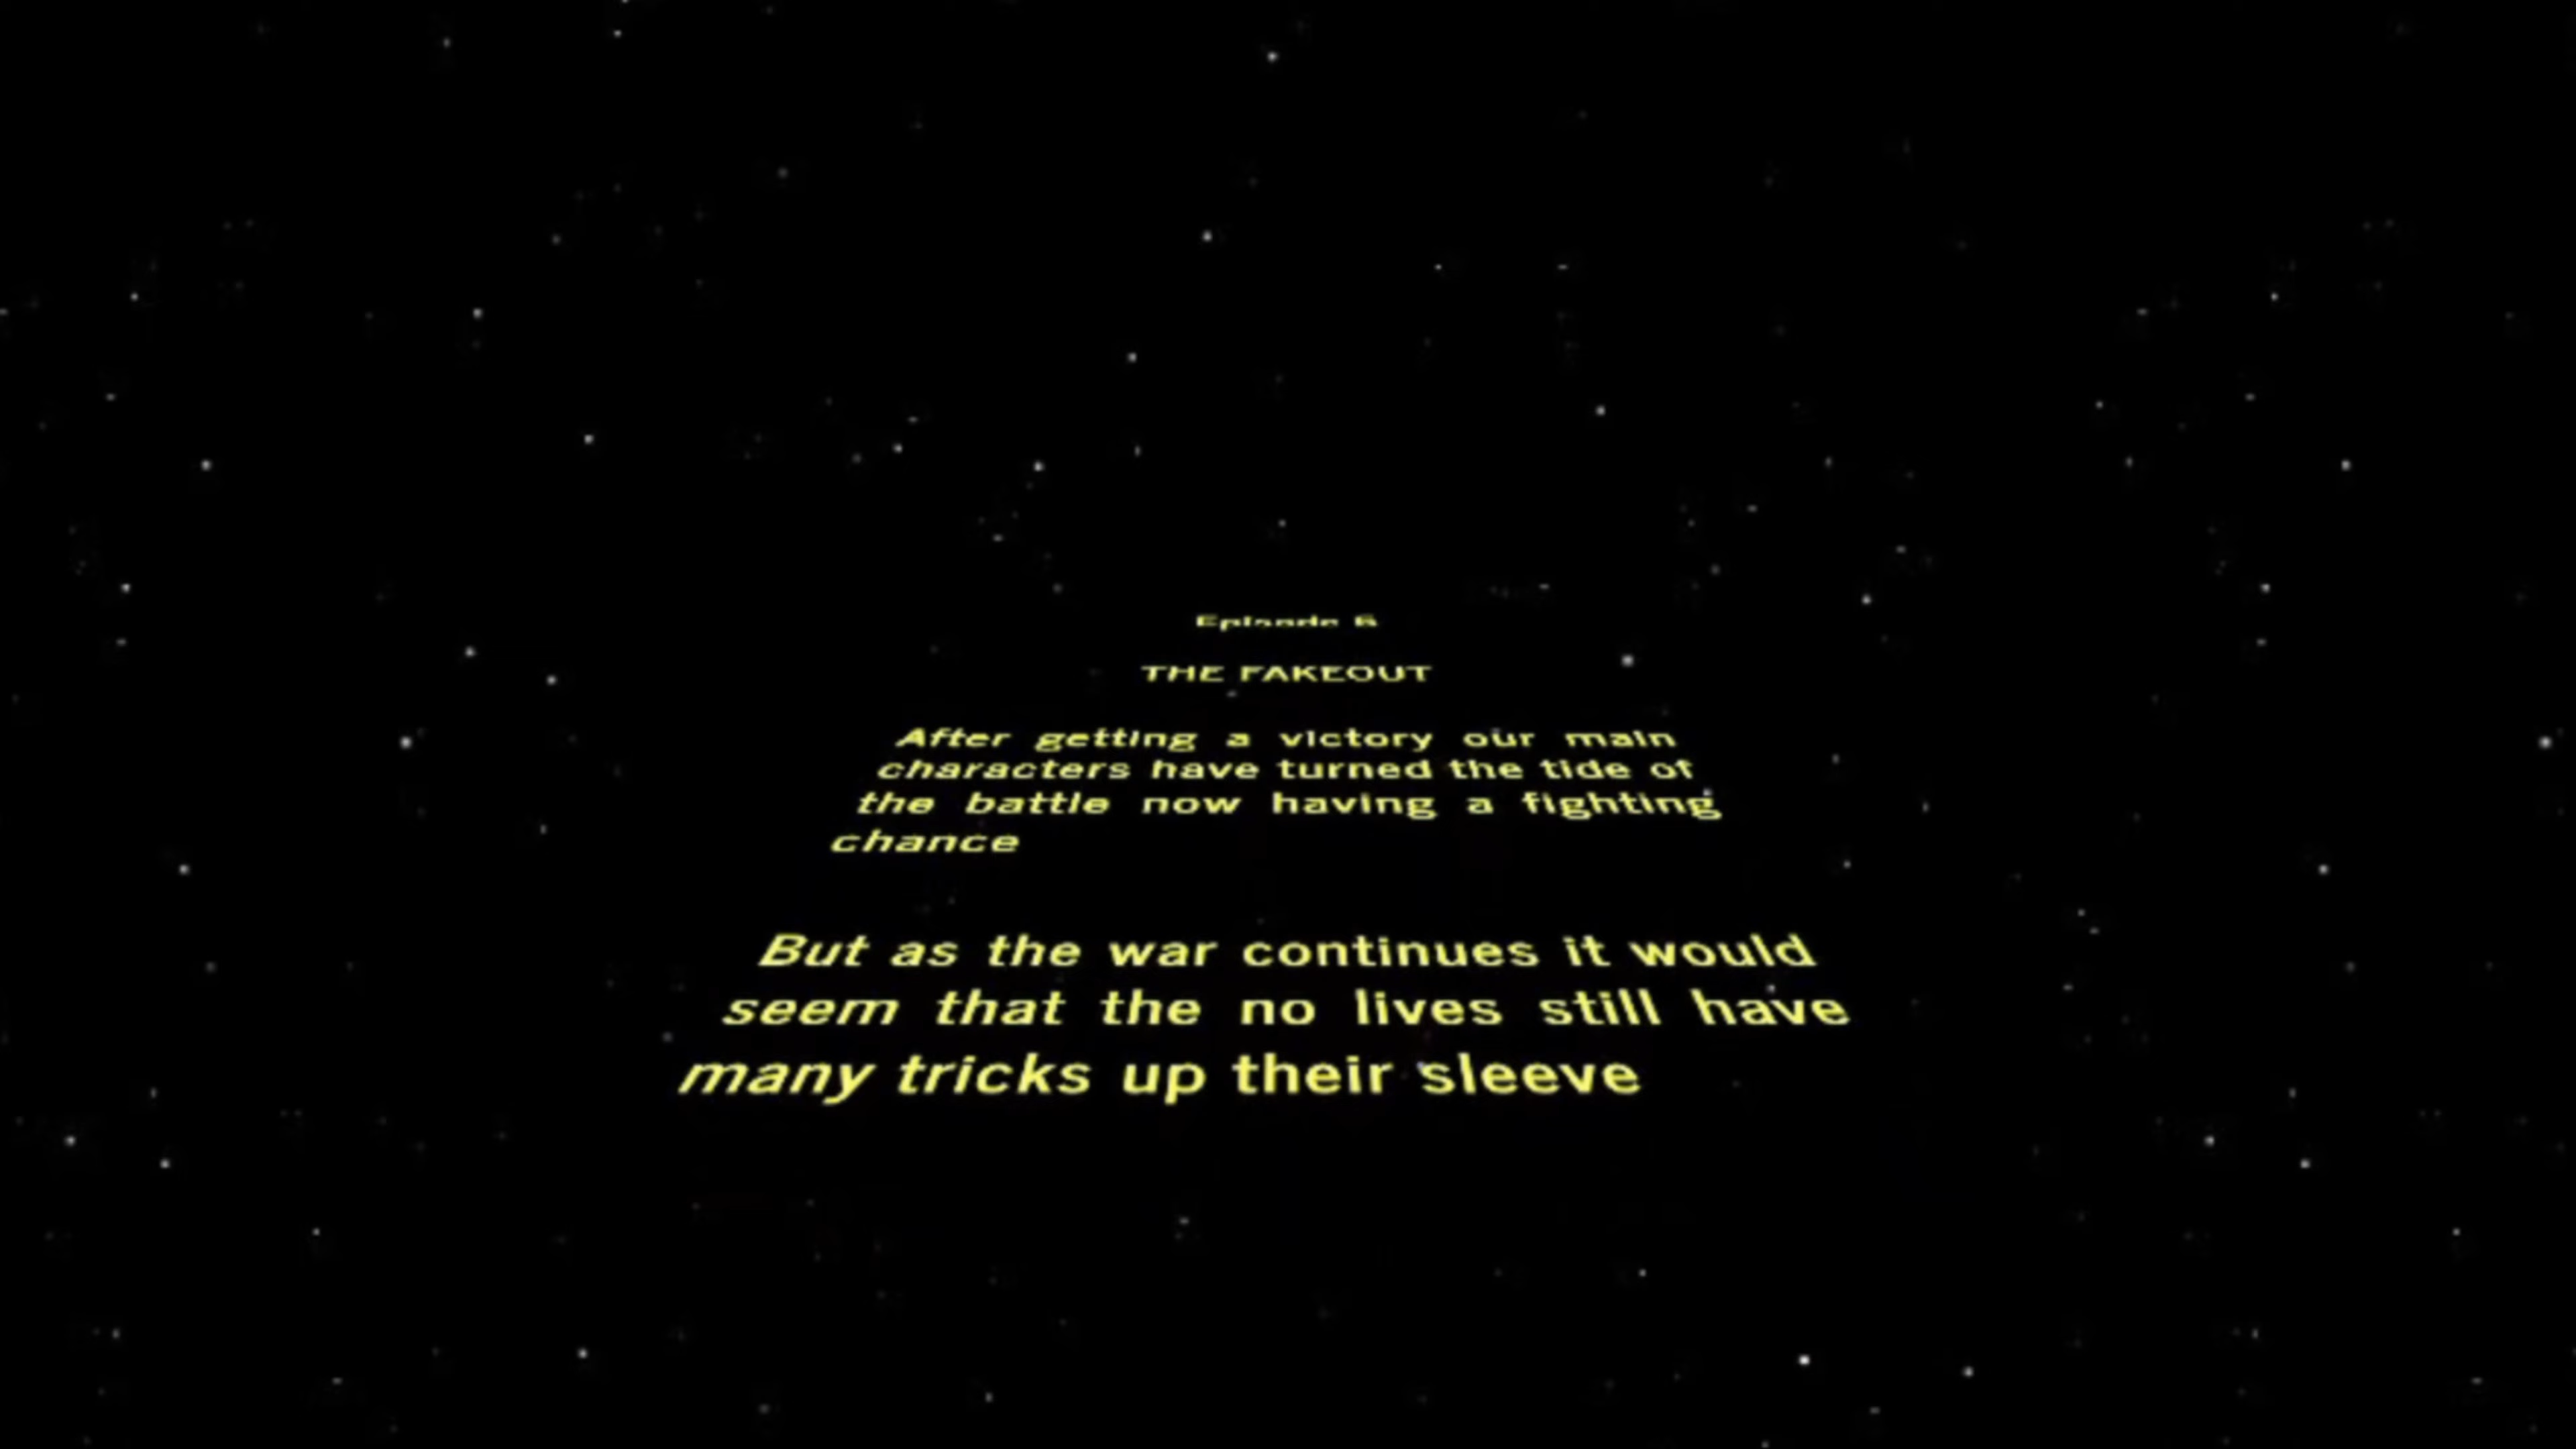 Episode 6
THE FAKEOUT
After getting a victory our main
characters have turned the tide of
the battle now having a fighting
chance
But as the war continues it would
seem that the no lives still have
many tricks up their sleeve